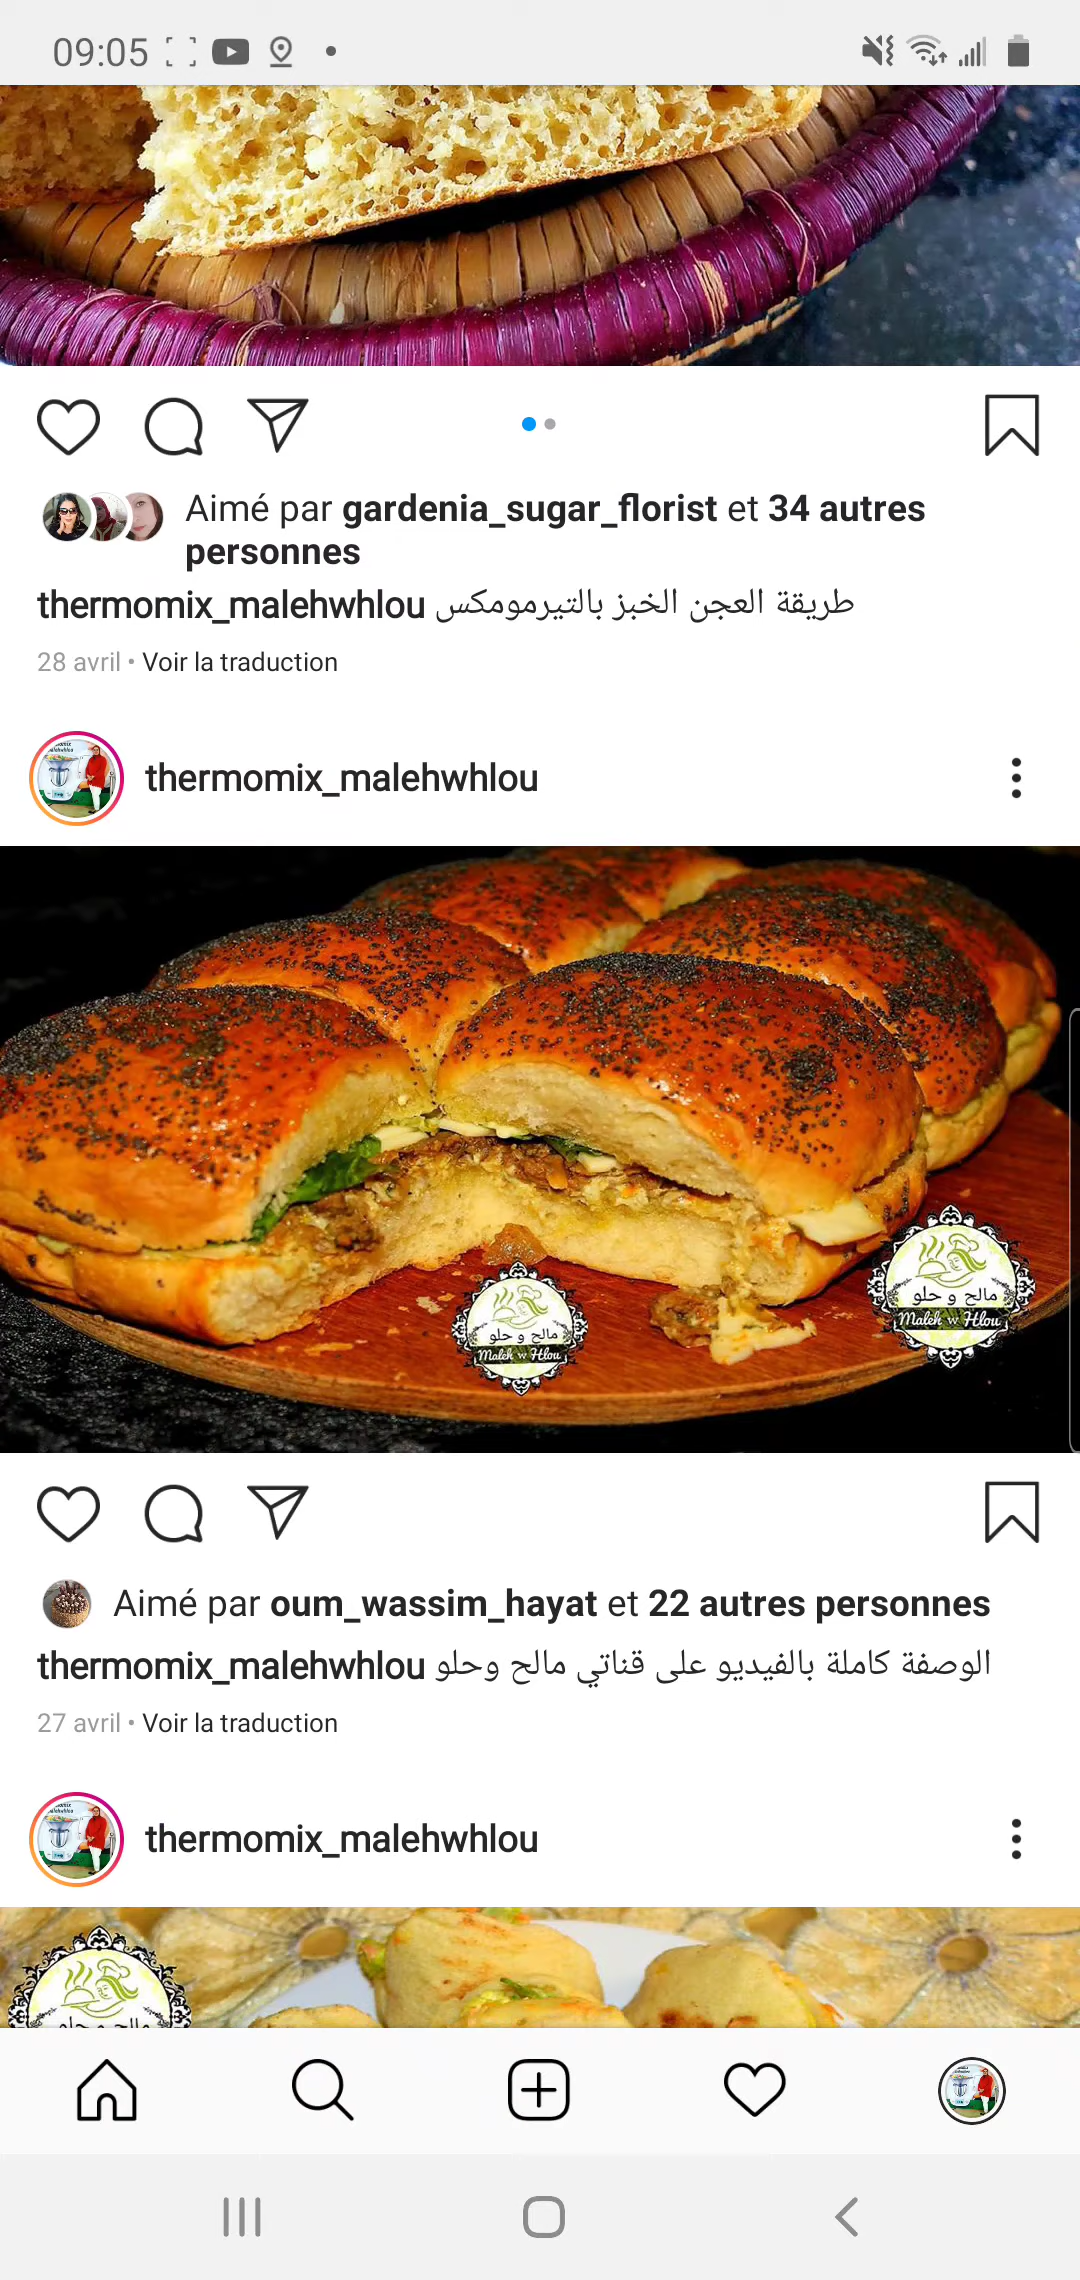 09:05
Aimé par gardenia_sugar_florist et 34 autres
personnes
thermomix_malehwhlou طريقة العجن الخبز بالتيرمومكس
28 avril • Voir la traduction
thermomix_malehwhlou
مالح و حلو
Maleh w Hlou
مالح و حلو
Maleh w Hlou
Aimé par oum_wassim_hayat et 22 autres personnes
thermomix_malehwhlou الوصفة كاملة بالفيديو على قناتي مالح وحلو
27 avril • Voir la traduction
thermomix_malehwhlou